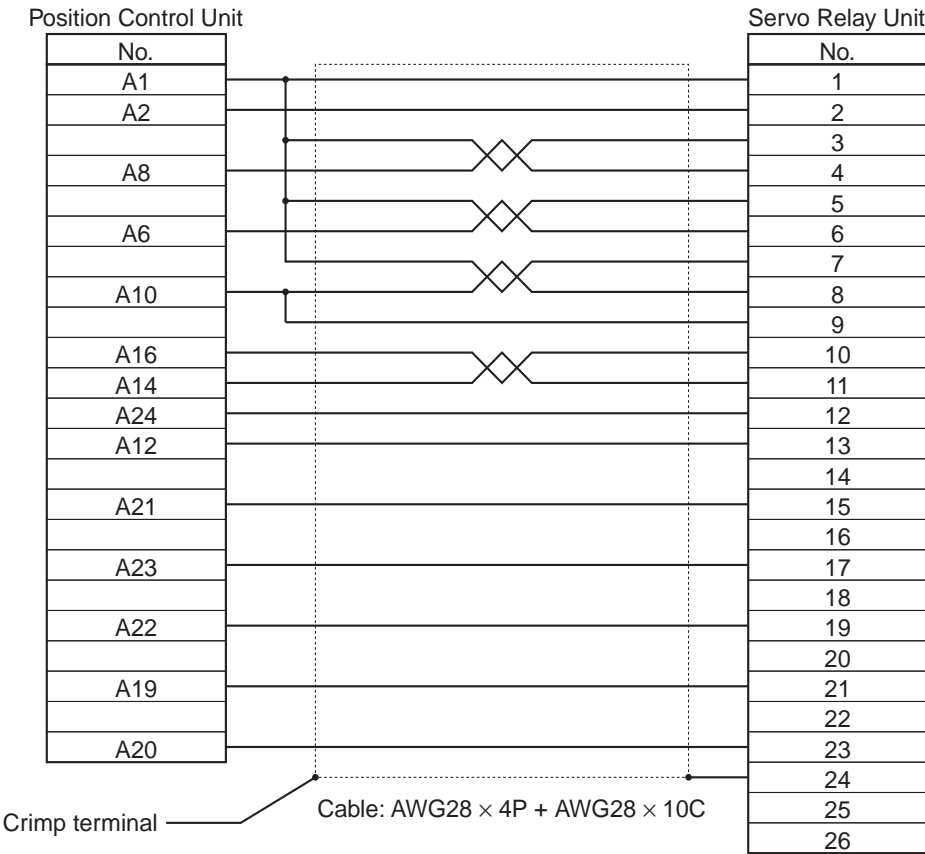 Position Control Unit
Servo Relay Unit
No.
No.
A1
1
A2
2
3
A8
4
5
A6
6
7
A10
8
9
A16
10
A14
11
A24
12
A12
13
14
A21
15
16
A23
17
18
A22
19
20
A19
21
22
A20
23
24
Crimp terminal
Cable: AWG28 × 4P + AWG28 × 10C
25
26